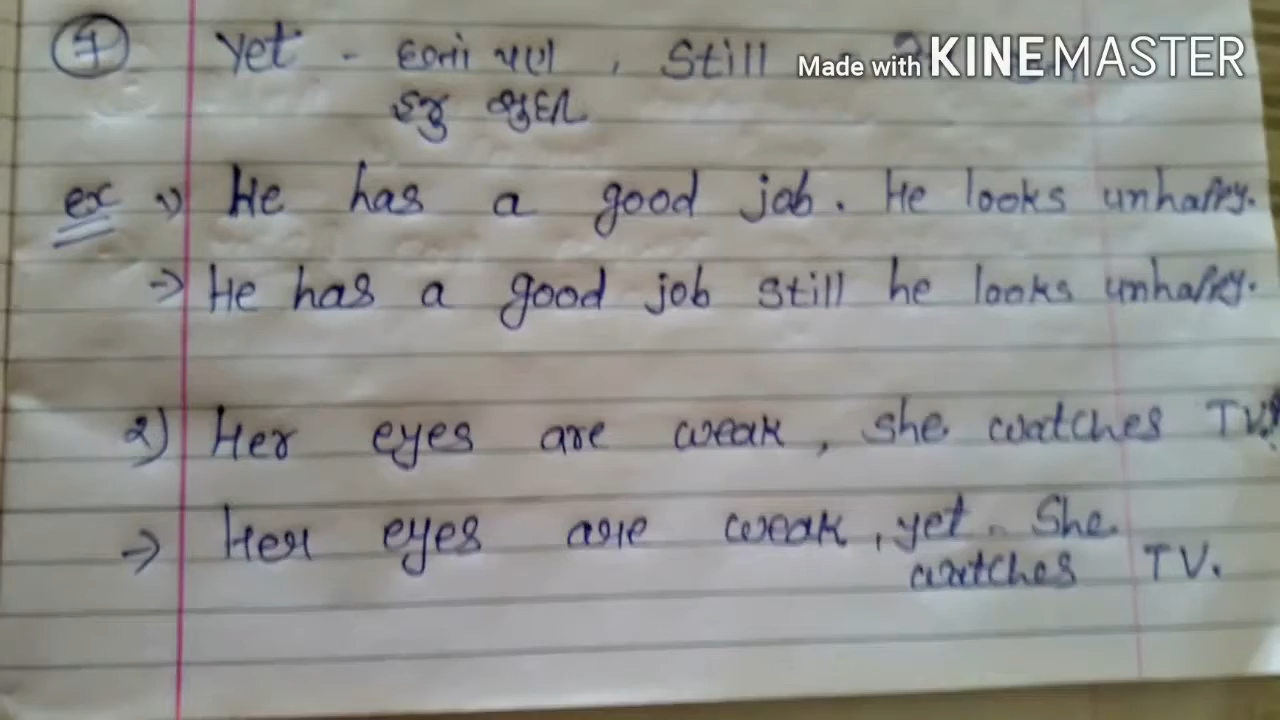 7 Yet - છતાં પણ, Still
હજુ સુધી
Made with KINEMASTER
ex ૧) He has a good job. He looks unhappy.
→ He has a good job still he looks unhappy.
૨) Her eyes are weak, she watches TV.
→ Her eyes are weak, yet she
watches TV.